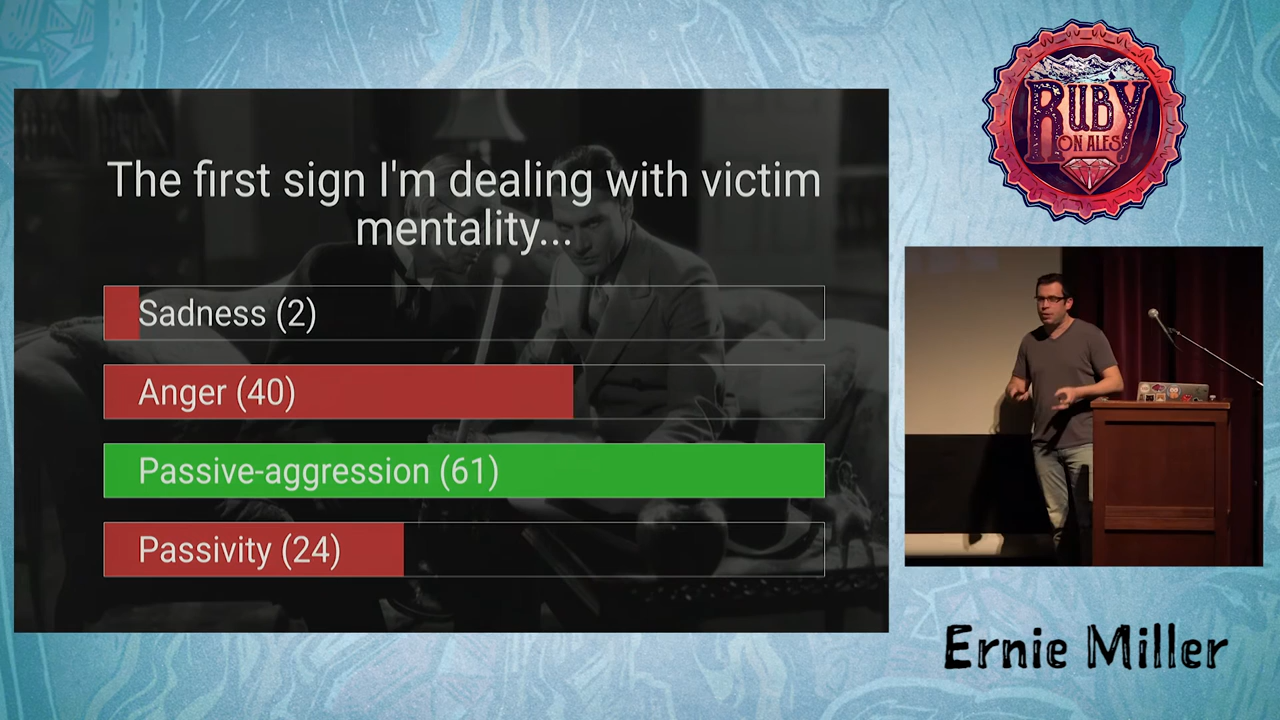 The first sign I'm dealing with victim
mentality...
Sadness (2)
Anger (40)
Passive-aggression (61)
Passivity (24)
RUBY
ON ALES
Ernie Miller